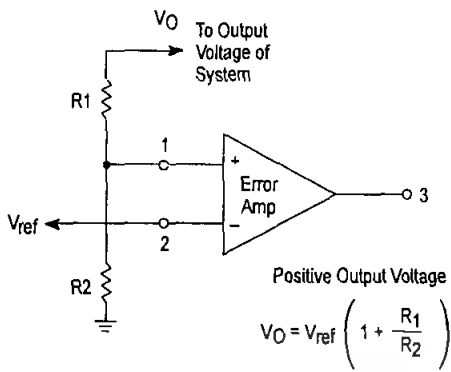 VO
To Output
Voltage of
System
R1
1
+
Error
Amp
3
Vref
2
–
R2
Positive Output Voltage
VO = Vref ( 1 + R1 / R2 )